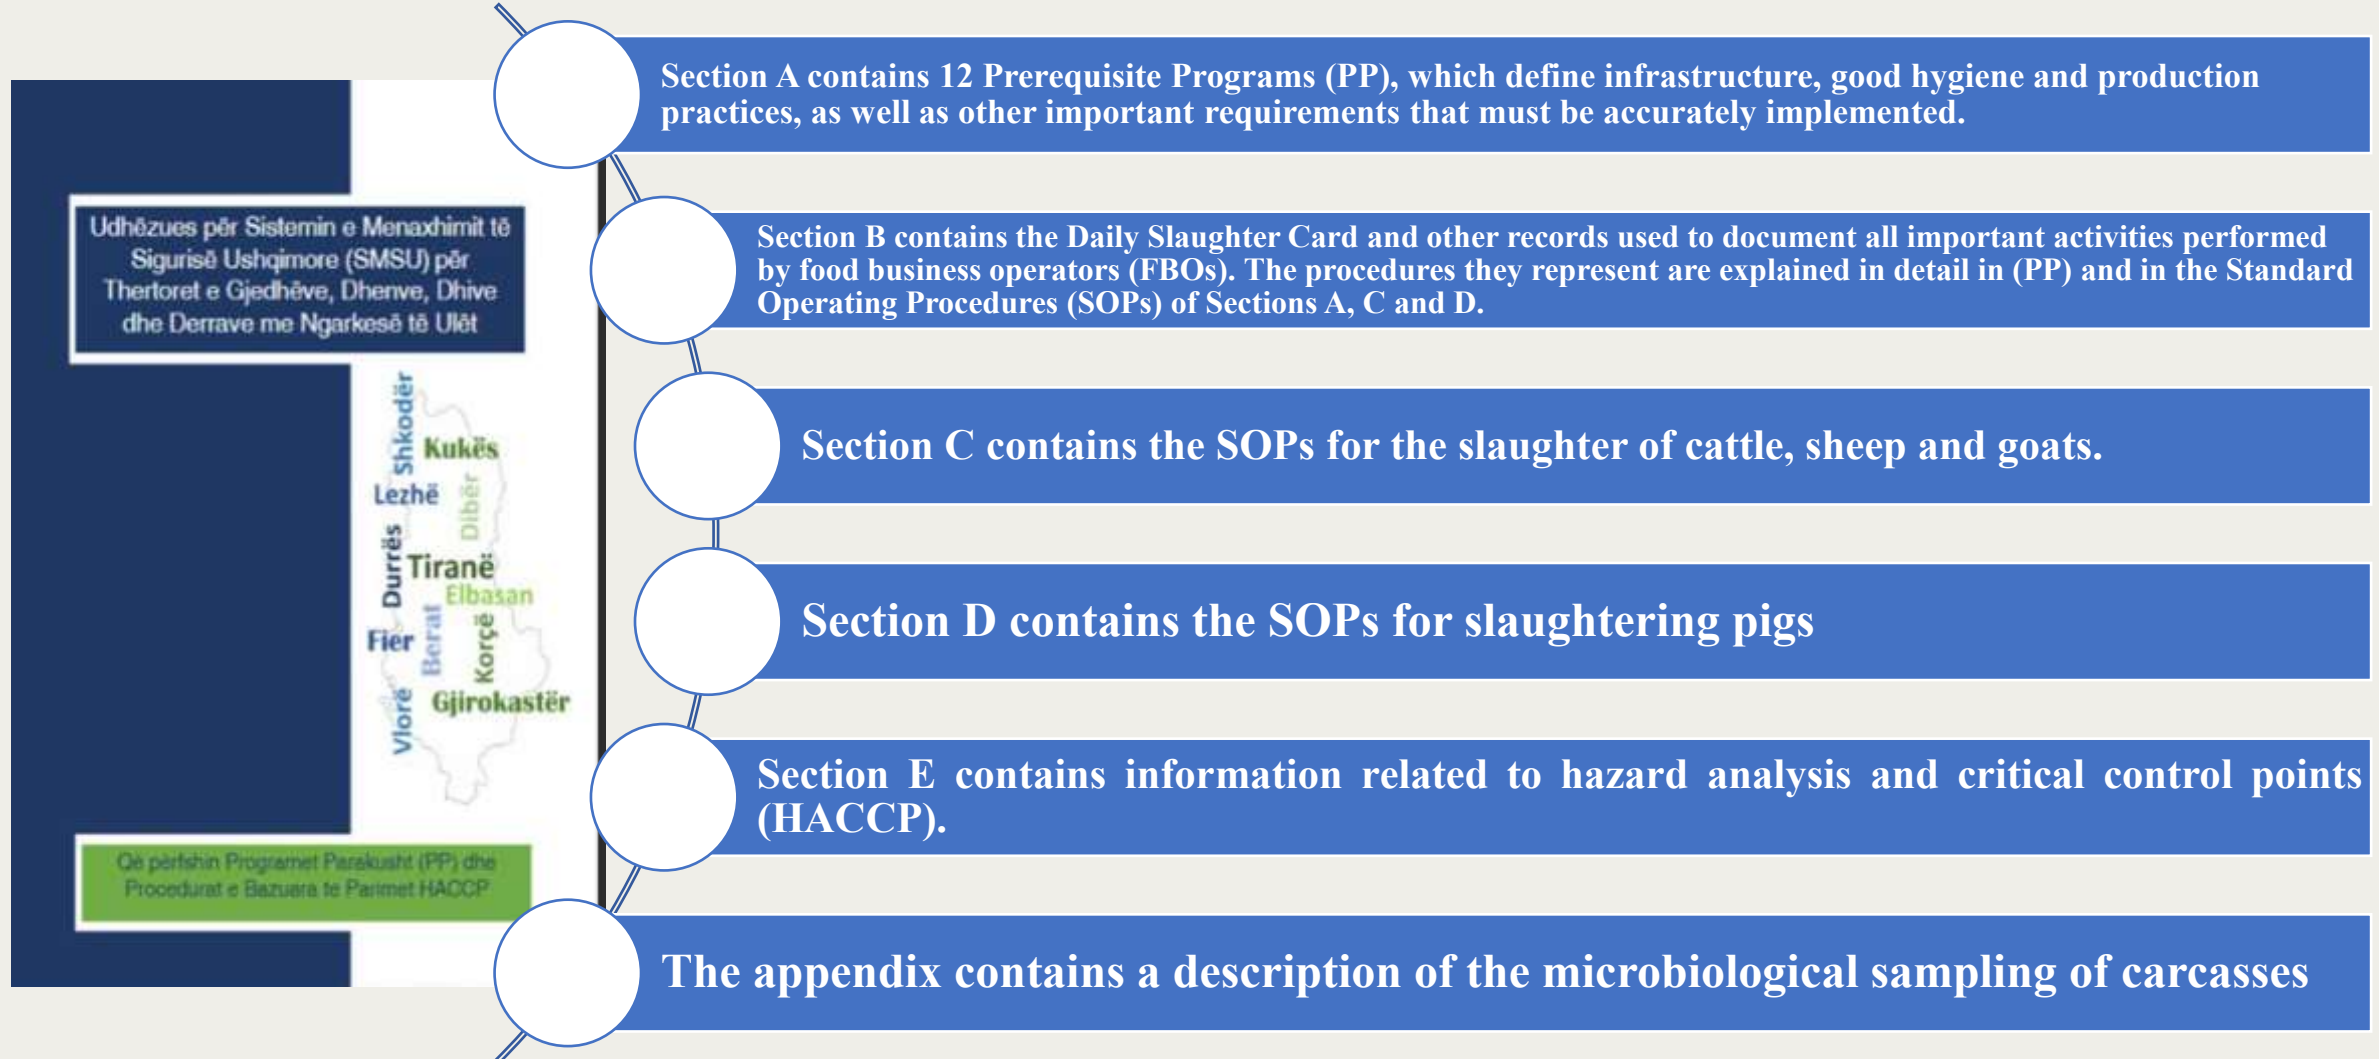 Udhëzues për Sistemin e Menaxhimit të
Sigurisë Ushqimore (SMSU) për
Thertoret e Gjedhëve, Dhenve, Dhive
dhe Derrave me Ngarkesë të Ulët
Shkodër
Kukës
Lezhë
Dibër
Durrës
Tiranë
Elbasan
Fier
Berat
Korçë
Vlorë
Gjirokastër
Që përfshin Programet Parakusht (PP) dhe
Procedurat e Bazuara të Parimet HACCP
Section A contains 12 Prerequisite Programs (PP), which define infrastructure, good hygiene and production
practices, as well as other important requirements that must be accurately implemented.
Section B contains the Daily Slaughter Card and other records used to document all important activities performed
by food business operators (FBOs). The procedures they represent are explained in detail in (PP) and in the Standard
Operating Procedures (SOPs) of Sections A, C and D.
Section C contains the SOPs for the slaughter of cattle, sheep and goats.
Section D contains the SOPs for slaughtering pigs
Section E contains information related to hazard analysis and critical control points
(HACCP).
The appendix contains a description of the microbiological sampling of carcasses